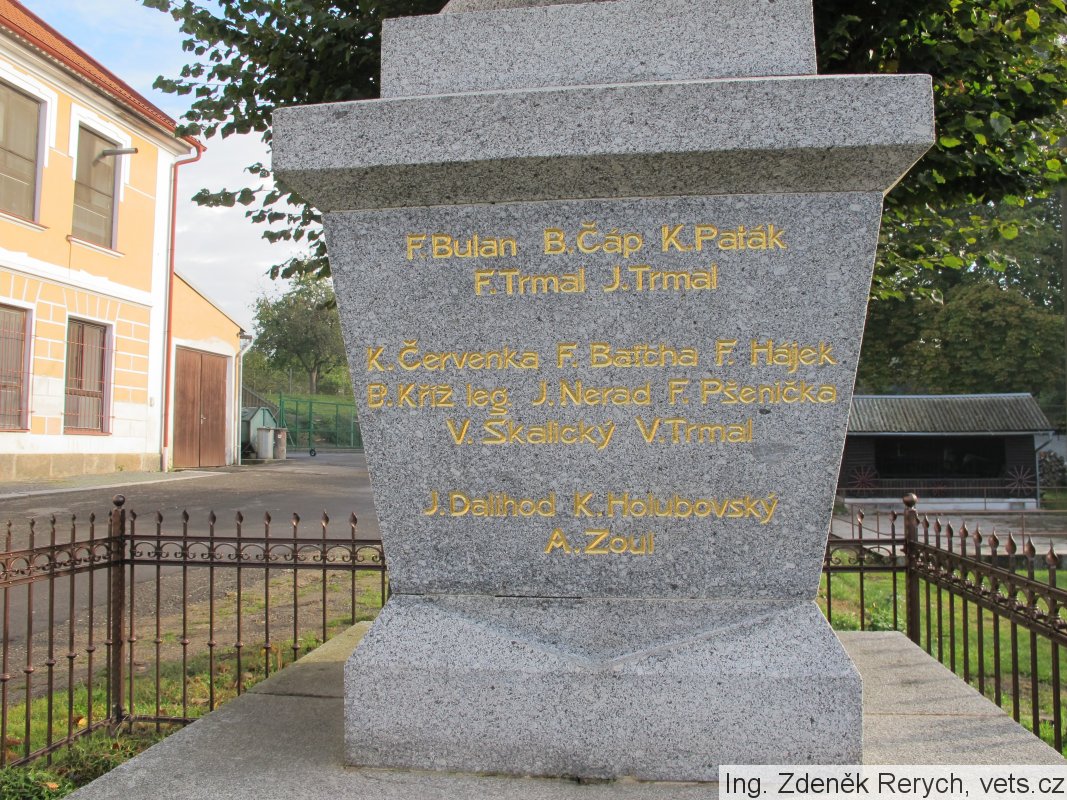 F. Bulan B. Čáp K. Paťák
F. Trmal J. Trmal
K. Červenka F. Baťcha F. Hájek
B. Kříž leg J. Nerad F. Pšenička
V. Skalický V. Trmal
J. Dalihod K. Holubovský
A. Zoul
Ing. Zdeněk Rerych, vets.cz